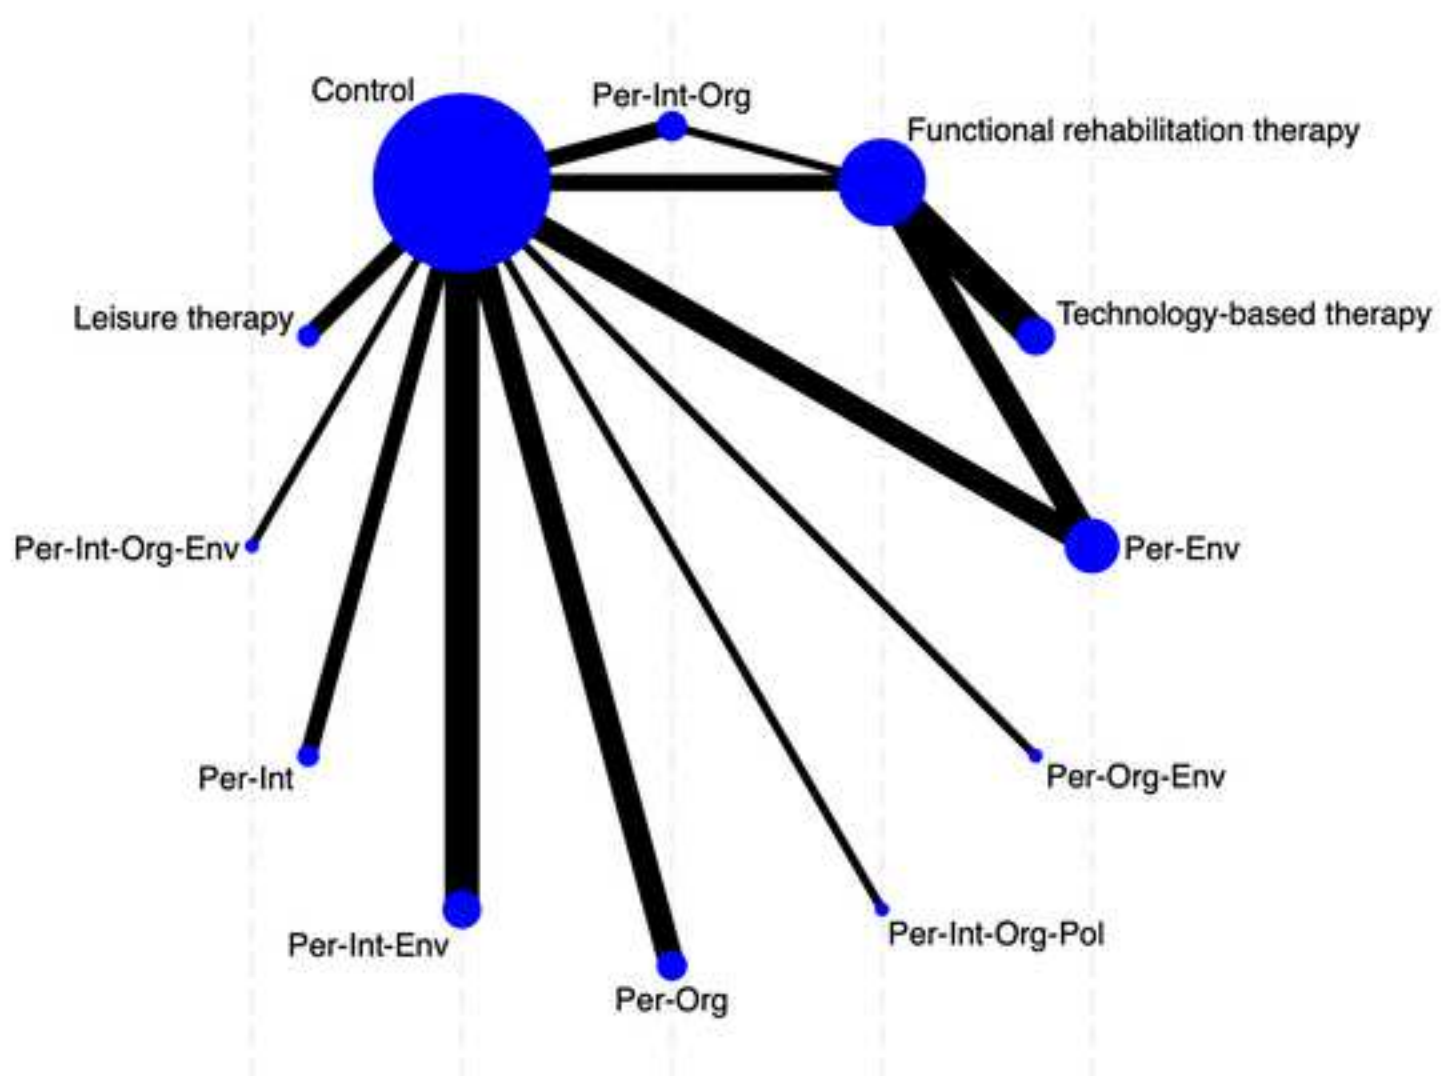 Control
Per-Int-Org
Functional rehabilitation therapy
Leisure therapy
Technology-based therapy
Per-Int-Org-Env
Per-Env
Per-Int
Per-Org-Env
Per-Int-Env
Per-Int-Org-Pol
Per-Org